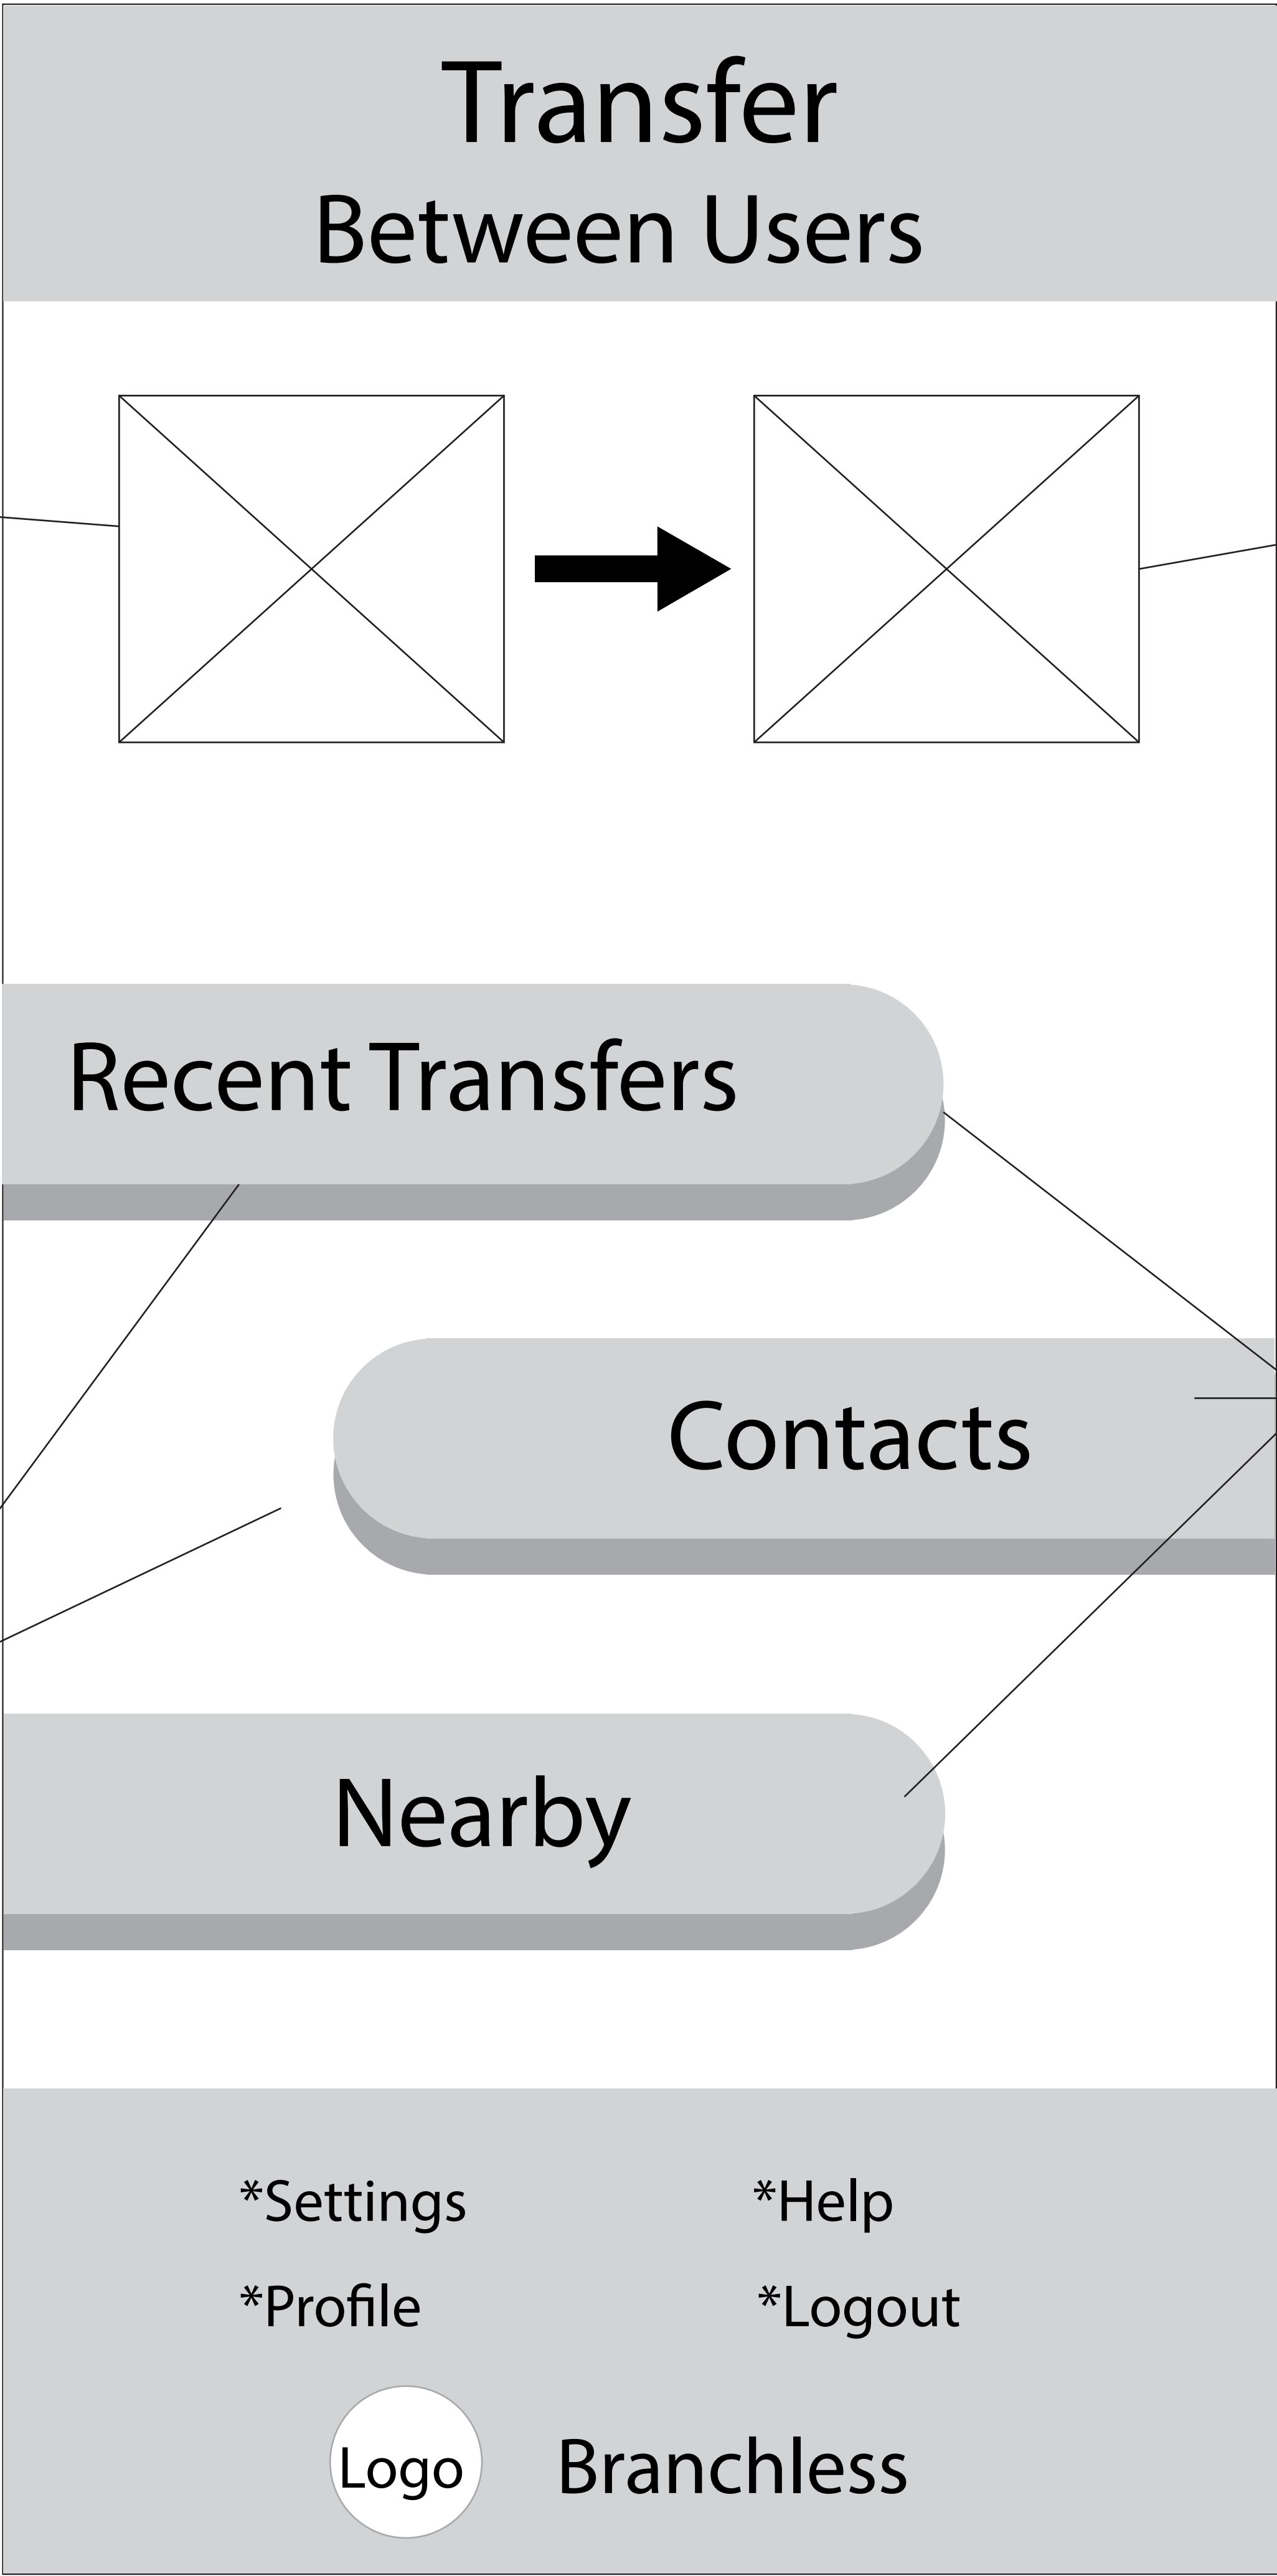 Transfer
Between Users
Recent Transfers
Contacts
Nearby
*Settings
*Help
*Profile
*Logout
Logo
Branchless